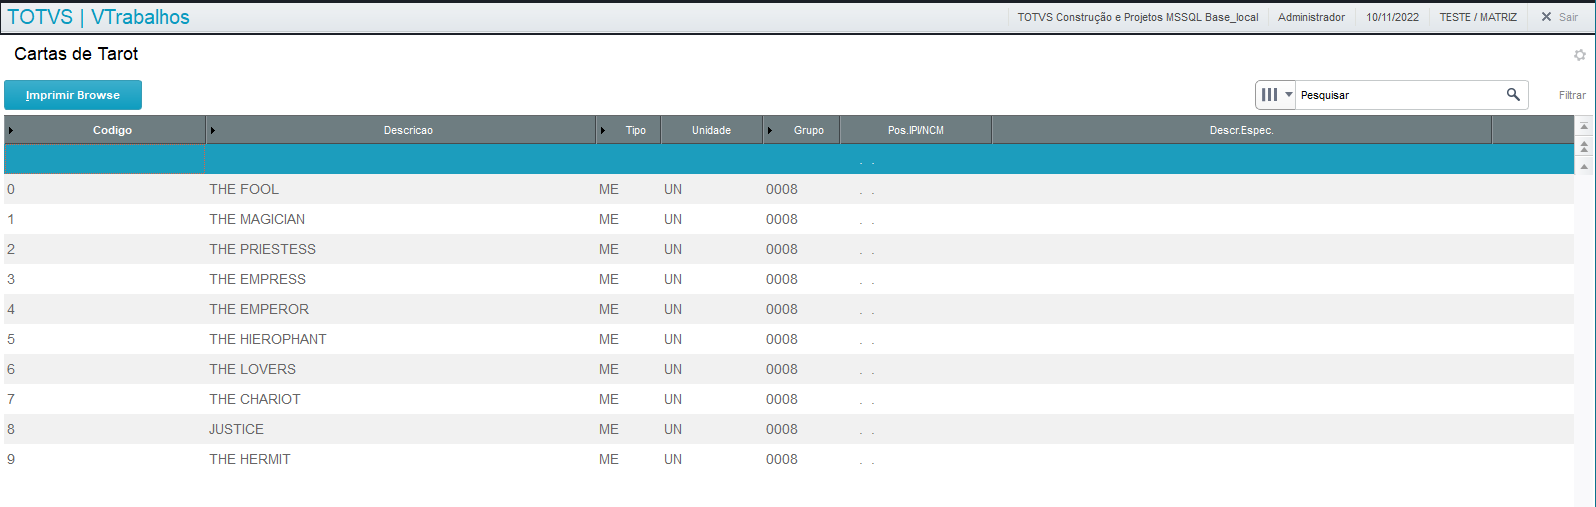 TOTVS | VTrabalhos TOTVS Construção e Projetos MSSQL Base_local Administrador 10/11/2022 TESTE / MATRIZ Sair
Cartas de Tarot
Imprimir Browse Pesquisar Filtrar
Codigo Descricao Tipo Unidade Grupo Pos.IPI/NCM Descr.Espec.
. .
0 THE FOOL ME UN 0008 . .
1 THE MAGICIAN ME UN 0008 . .
2 THE PRIESTESS ME UN 0008 . .
3 THE EMPRESS ME UN 0008 . .
4 THE EMPEROR ME UN 0008 . .
5 THE HIEROPHANT ME UN 0008 . .
6 THE LOVERS ME UN 0008 . .
7 THE CHARIOT ME UN 0008 . .
8 JUSTICE ME UN 0008 . .
9 THE HERMIT ME UN 0008 . .